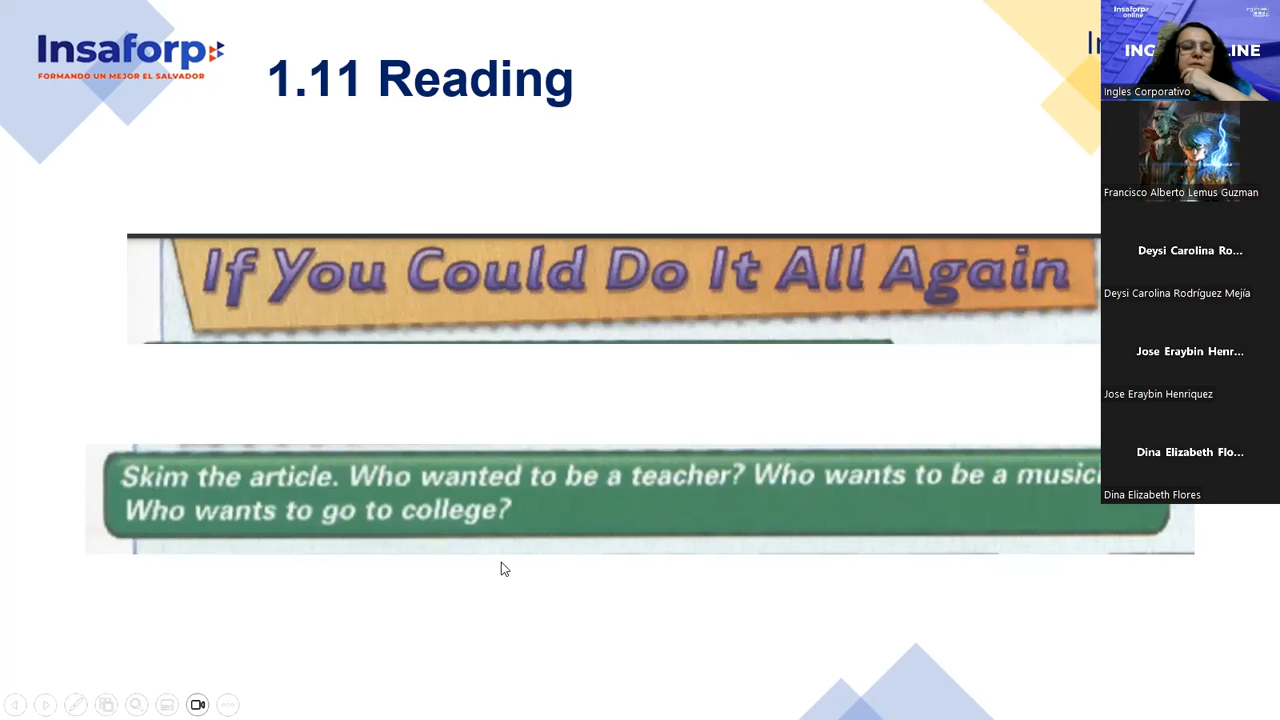 Insaforp
FORMANDO UN MEJOR EL SALVADOR
1.11 Reading
If You Could Do It All Again
Skim the article. Who wanted to be a teacher? Who wants to be a
Who wants to go to college?
Insaforp
online
Ingles Corporativo
Francisco Alberto Lemus Guzman
Deysi Carolina Ro...
Deysi Carolina Rodríguez Mejía
Jose Eraybin Henr...
Jose Eraybin Henriquez
Dina Elizabeth Flo...
Dina Elizabeth Flores